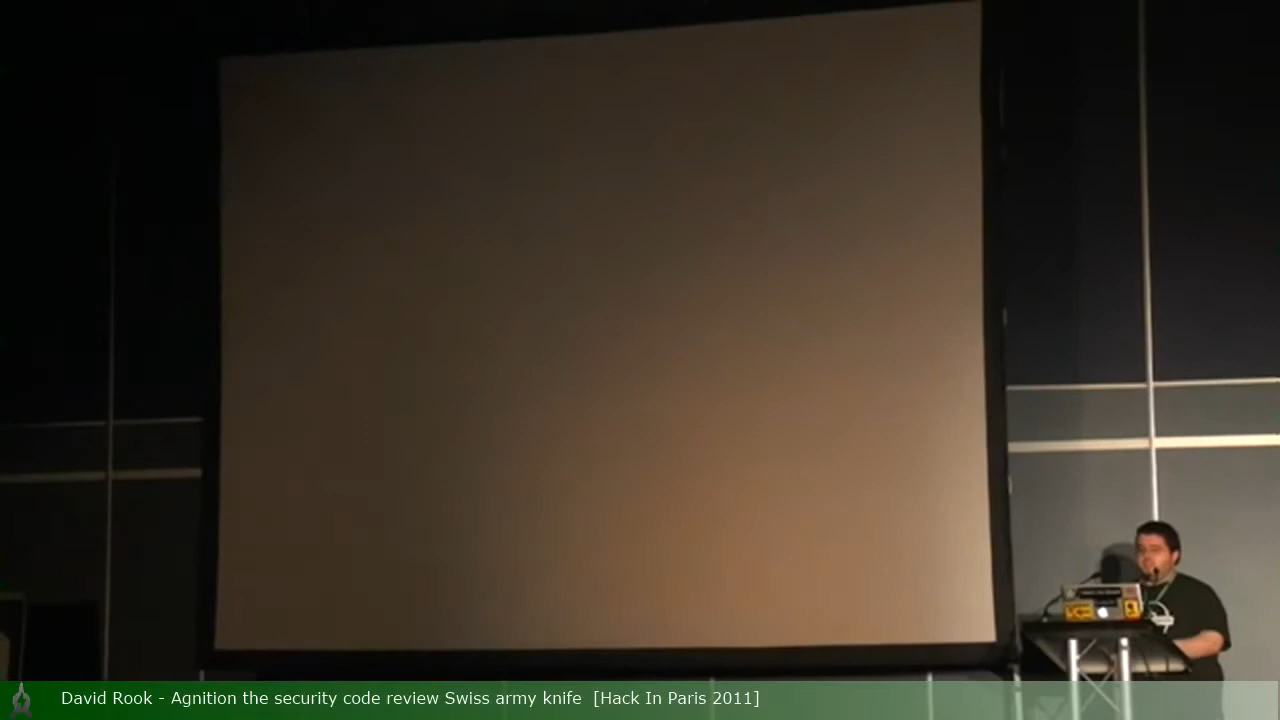 David Rook - Agnition the security code review Swiss army knife [Hack In Paris 2011]